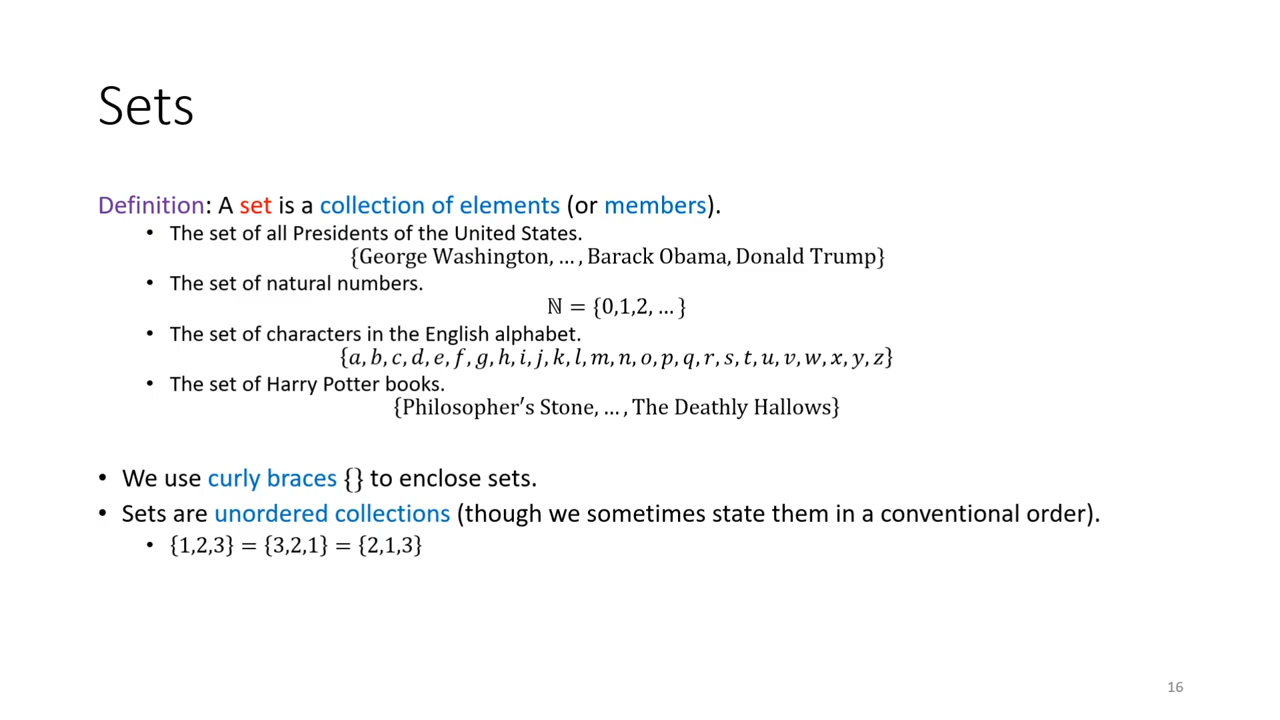 Sets
Definition: A set is a collection of elements (or members).
• The set of all Presidents of the United States.
{George Washington, … , Barack Obama, Donald Trump}
• The set of natural numbers.
ℕ = {0,1,2, … }
• The set of characters in the English alphabet.
{a, b, c, d, e, f, g, h, i, j, k, l, m, n, o, p, q, r, s, t, u, v, w, x, y, z}
• The set of Harry Potter books.
{Philosopher′s Stone, … , The Deathly Hallows}
• We use curly braces {} to enclose sets.
• Sets are unordered collections (though we sometimes state them in a conventional order).
• {1,2,3} = {3,2,1} = {2,1,3}
16